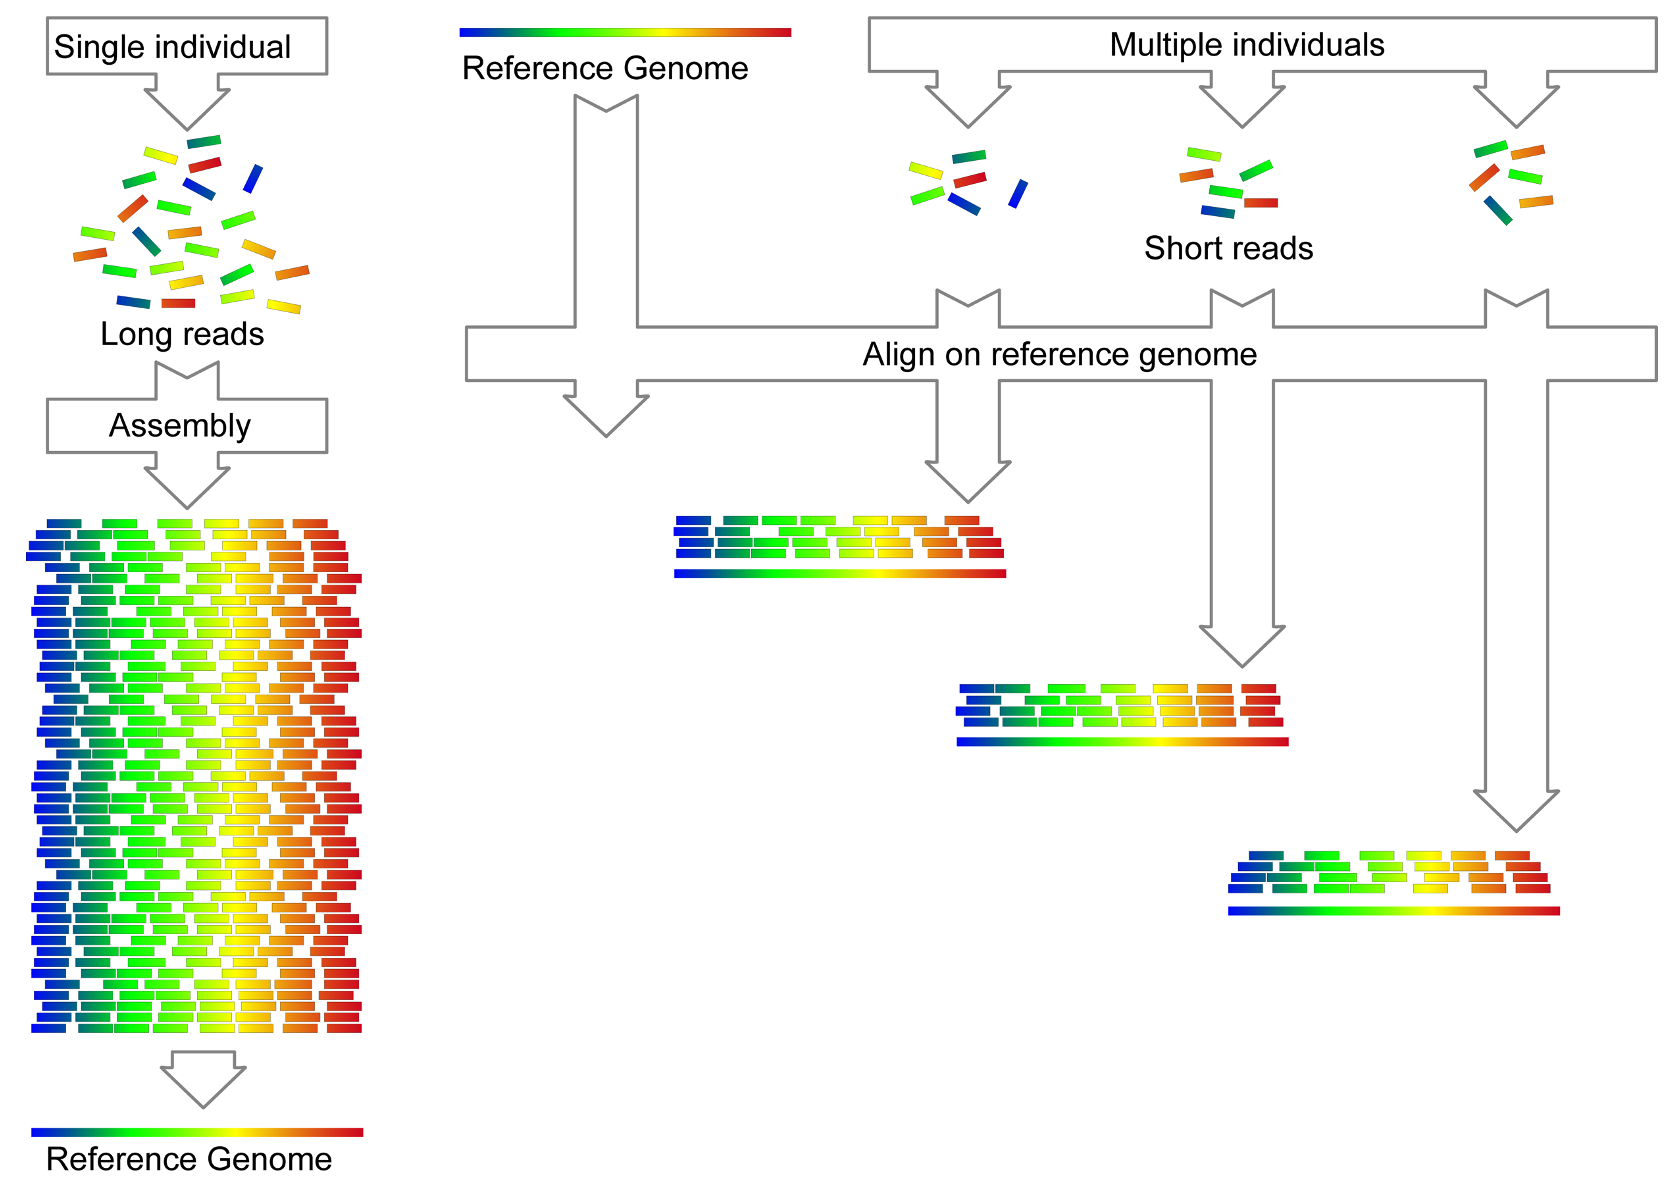 Single individual
Long reads
Assembly
Reference Genome
Reference Genome
Multiple individuals
Short reads
Align on reference genome